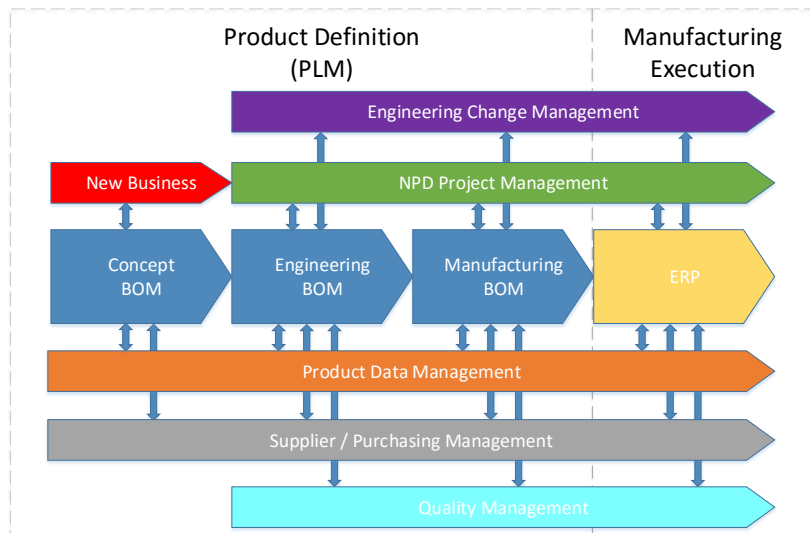 Product Definition
(PLM)
Manufacturing
Execution
Engineering Change Management
New Business
NPD Project Management
Concept
BOM
Engineering
BOM
Manufacturing
BOM
ERP
Product Data Management
Supplier / Purchasing Management
Quality Management